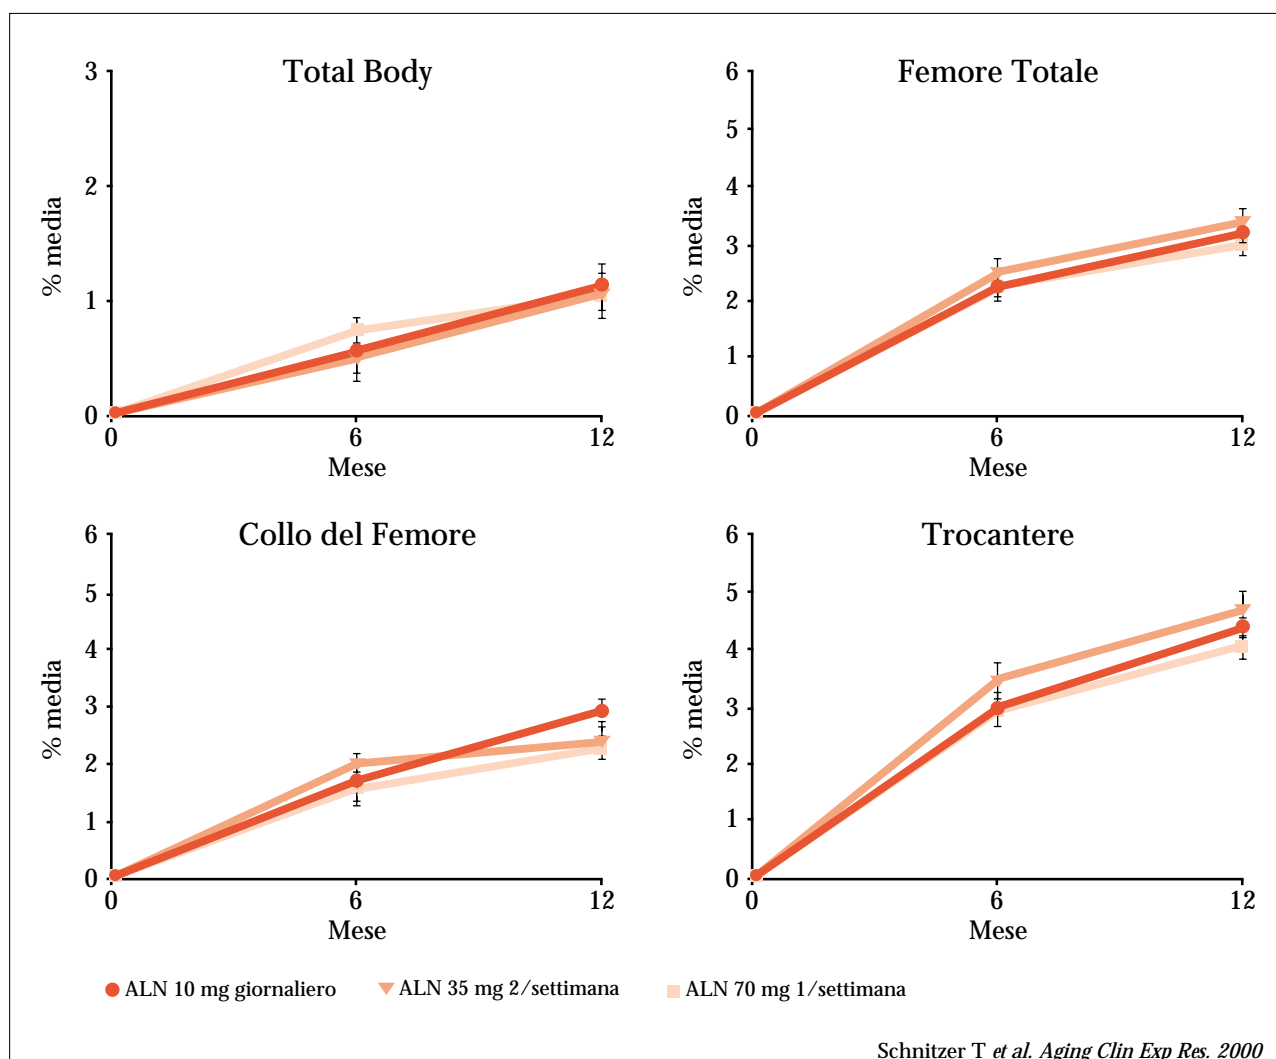 Total Body
3
2
1
0
% media
0 6 12
Mese
Femore Totale
6
5
4
3
2
1
0
% media
0 6 12
Mese
Collo del Femore
6
5
4
3
2
1
0
% media
0 6 12
Mese
Trocantere
6
5
4
3
2
1
0
% media
0 6 12
Mese
ALN 10 mg giornaliero ALN 35 mg 2/settimana ALN 70 mg 1/settimana
Schnitzer T et al. Aging Clin Exp Res. 2000